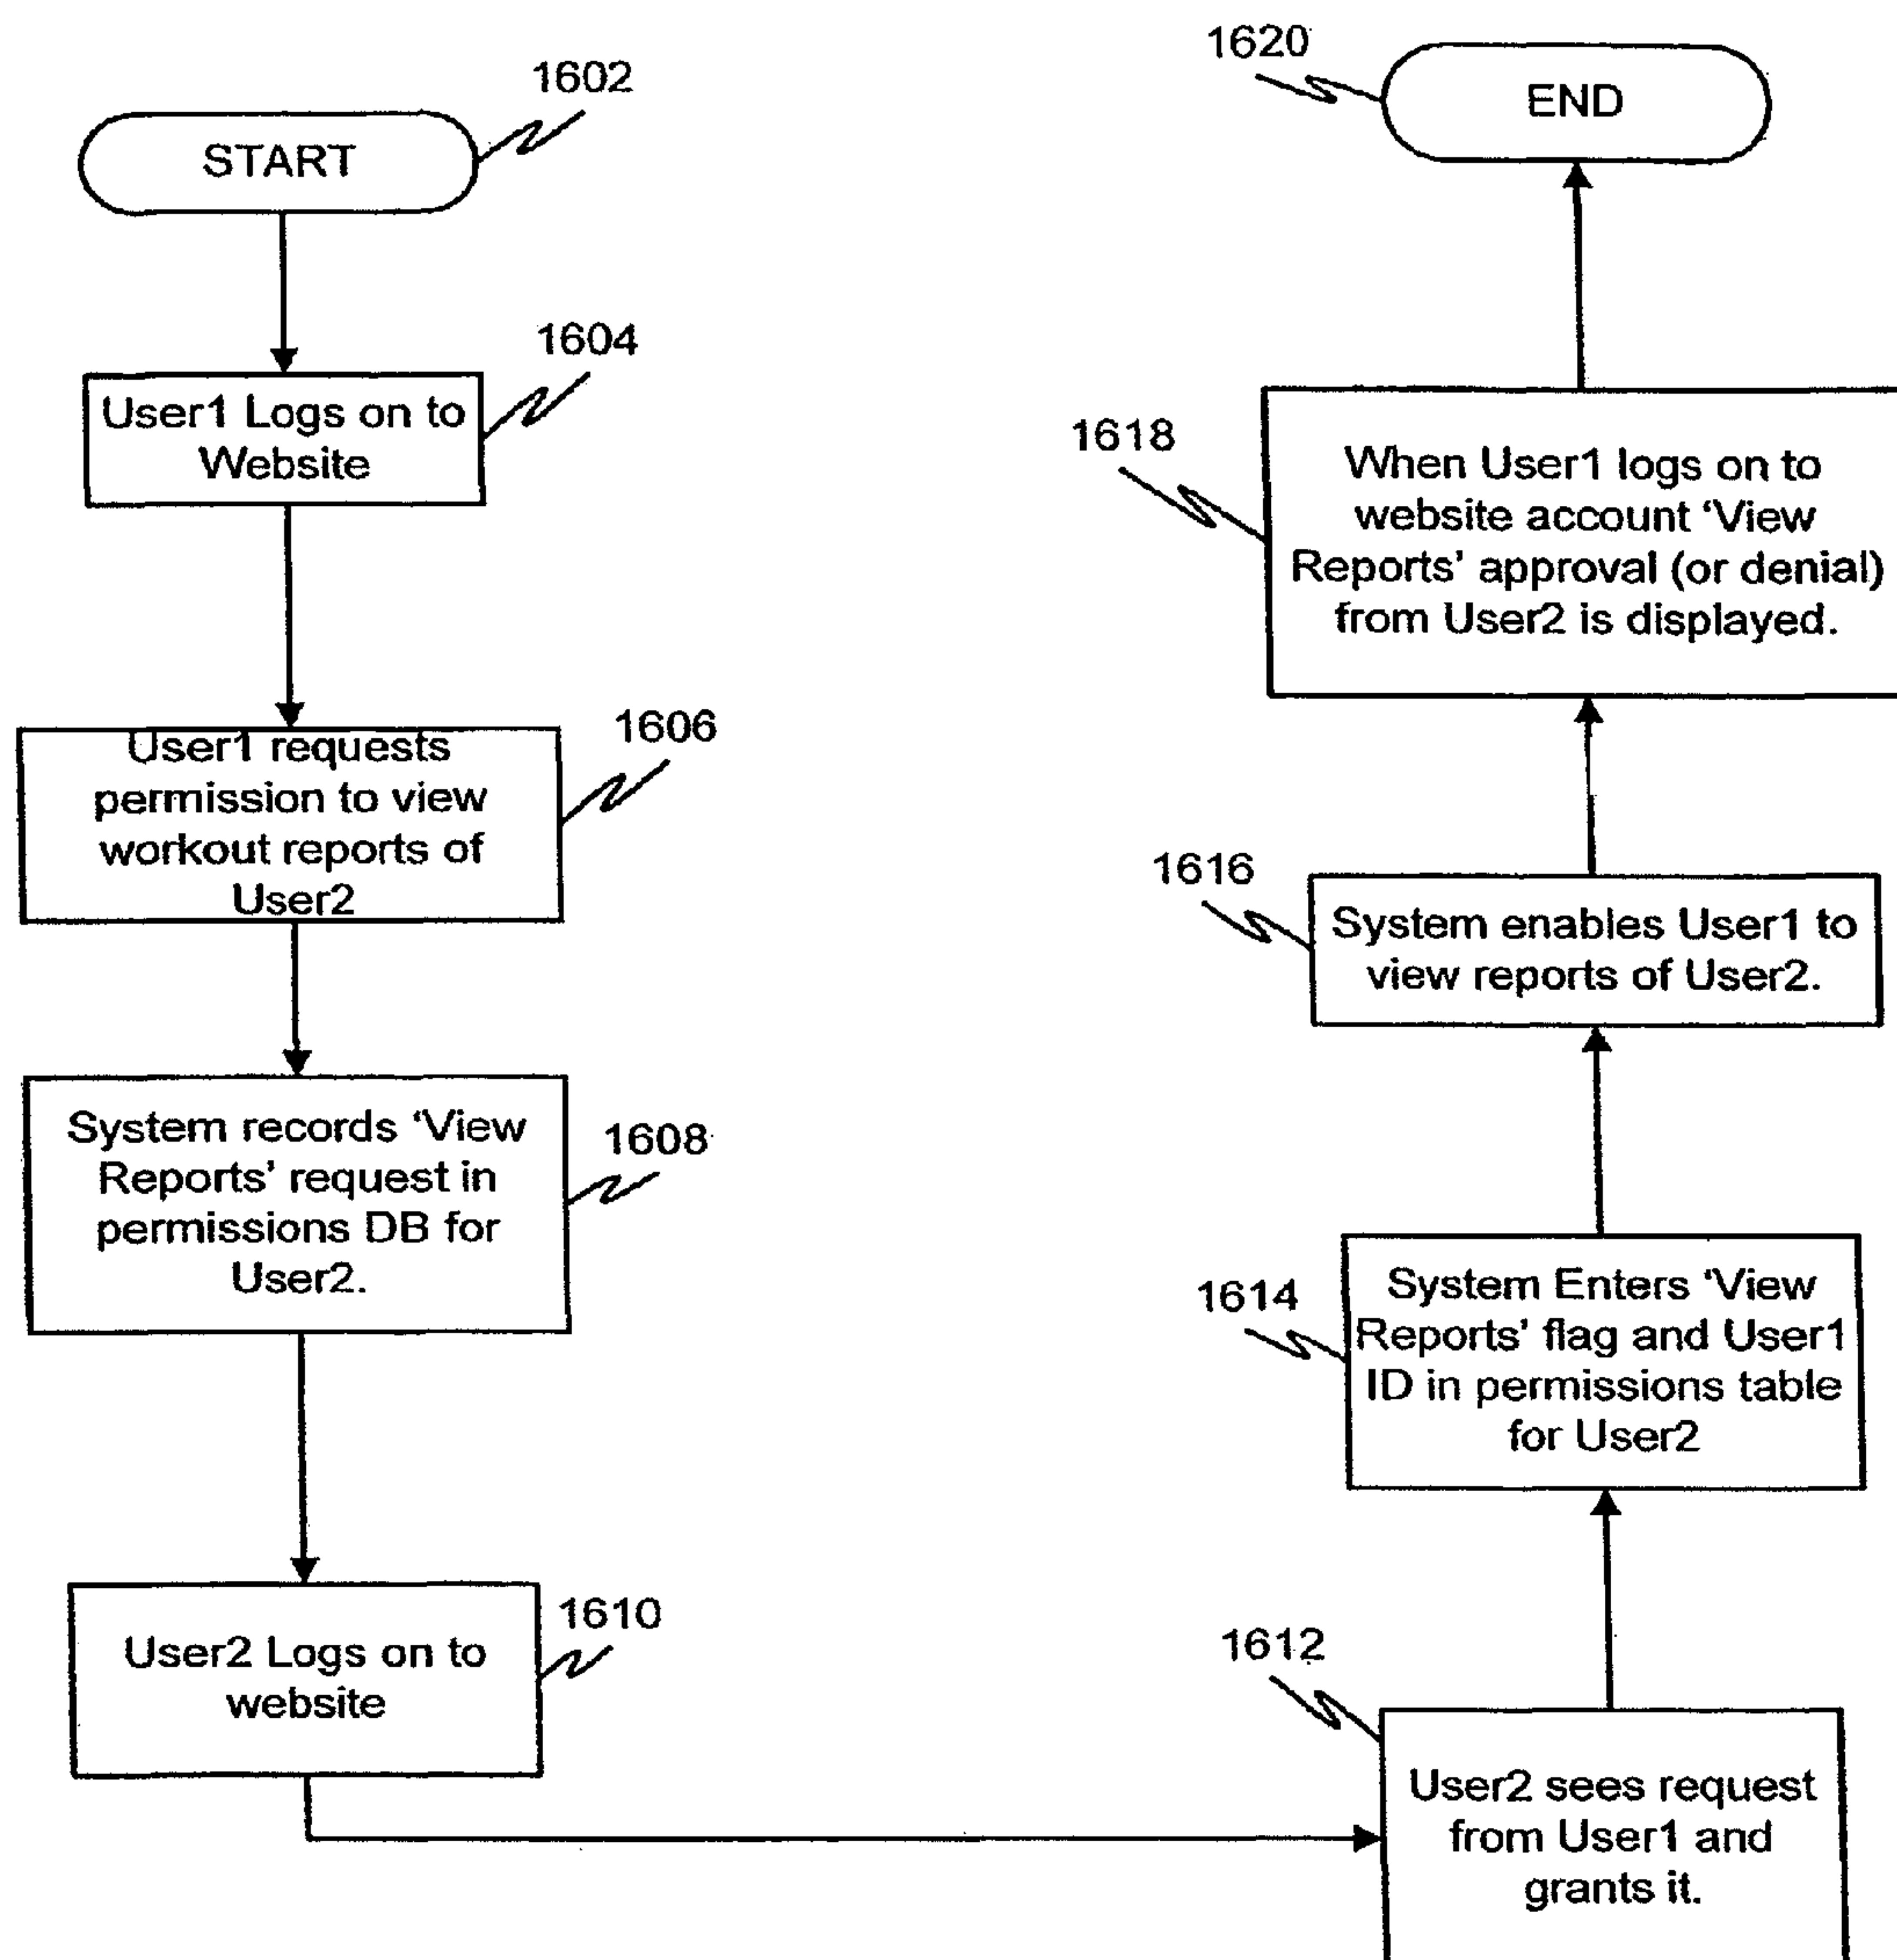 1602
START
1604
User1 Logs on to
Website
1606
User1 requests
permission to view
workout reports of
User2
1608
System records ‘View
Reports’ request in
permissions DB for
User2.
1610
User2 Logs on to
website
1612
User2 sees request
from User1 and
grants it.
1614
System Enters ‘View
Reports’ flag and User1
ID in permissions table
for User2
1616
System enables User1 to
view reports of User2.
1618
When User1 logs on to
website account ‘View
Reports’ approval (or denial)
from User2 is displayed.
1620
END